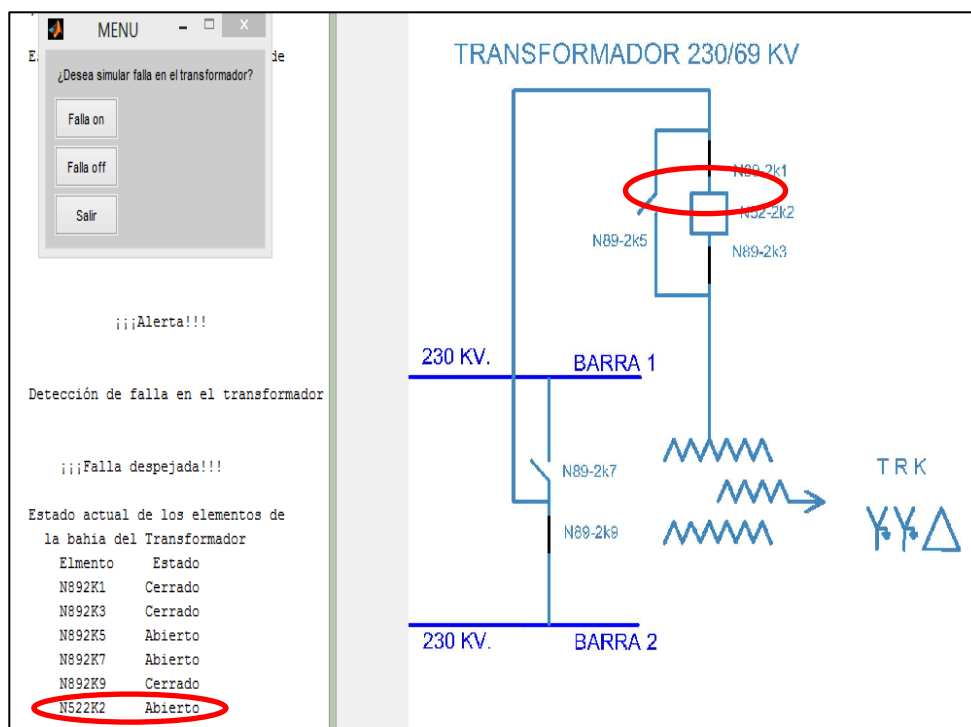 MENU
¿Desea simular falla en el transformador?
Falla on
Falla off
Salir
de
¡¡¡Alerta!!!
Detección de falla en el transformador
¡¡¡Falla despejada!!!
Estado actual de los elementos de
la bahia del Transformador
Elmento Estado
N892K1 Cerrado
N892K3 Cerrado
N892K5 Abierto
N892K7 Abierto
N892K9 Cerrado
N522K2 Abierto
TRANSFORMADOR 230/69 KV
N89-2k1
N52-2k2
N89-2k5
N89-2k3
230 KV.
BARRA 1
N89-2k7
N89-2k9
TRK
230 KV.
BARRA 2